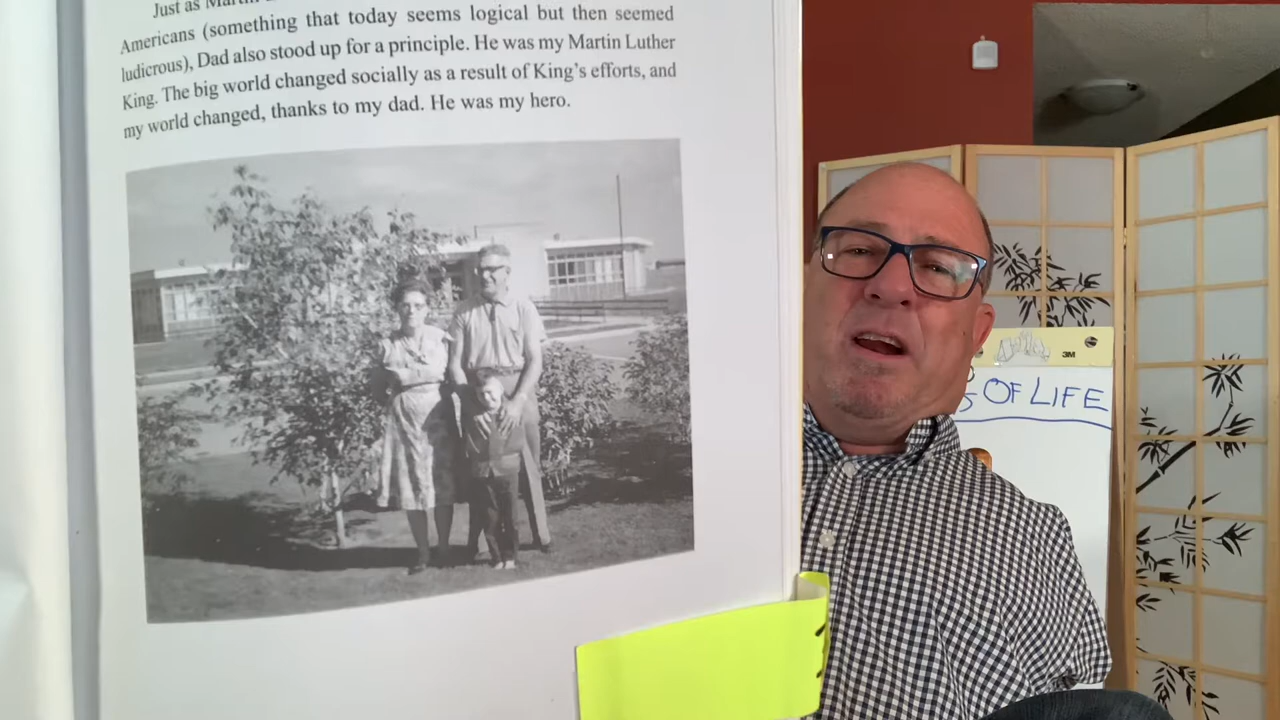 Just as Martin
Americans (something that today seems logical but then seemed
ludicrous), Dad also stood up for a principle. He was my Martin Luther
King. The big world changed socially as a result of King's efforts, and
my world changed, thanks to my dad. He was my hero.
3M
OF LIFE